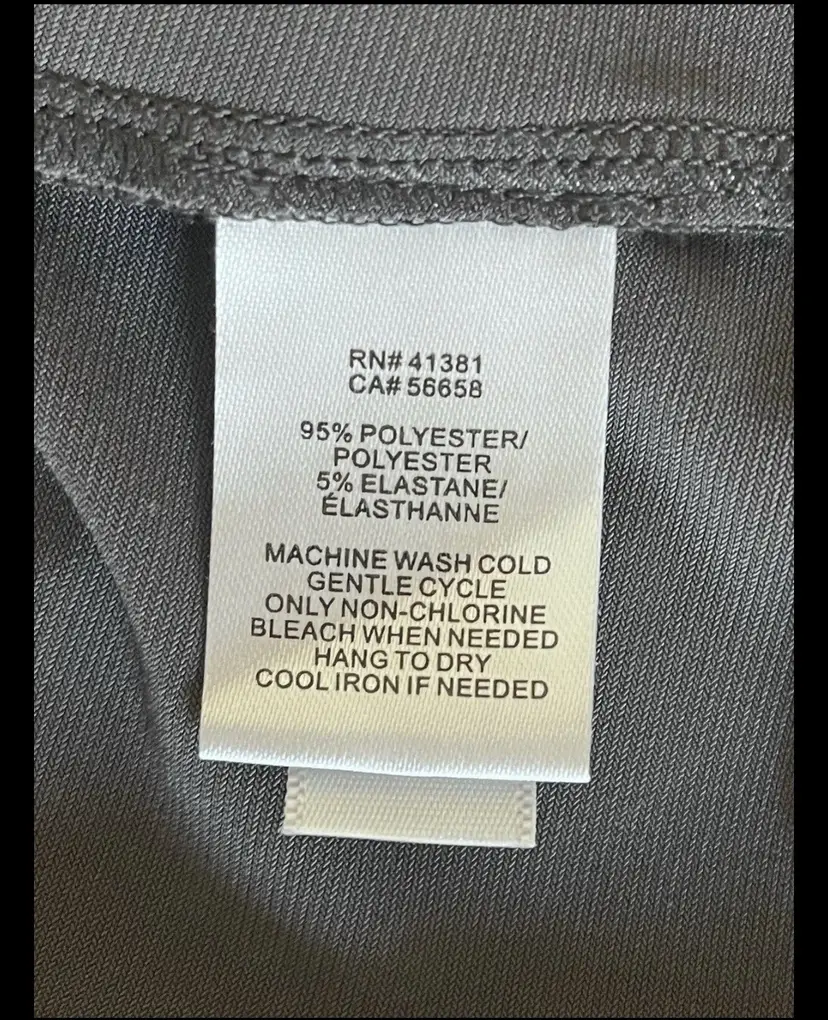 RN# 41381
CA# 56658
95% POLYESTER/
POLYESTER
5% ELASTANE/
ÉLASTHANNE
MACHINE WASH COLD
GENTLE CYCLE
ONLY NON-CHLORINE
BLEACH WHEN NEEDED
HANG TO DRY
COOL IRON IF NEEDED